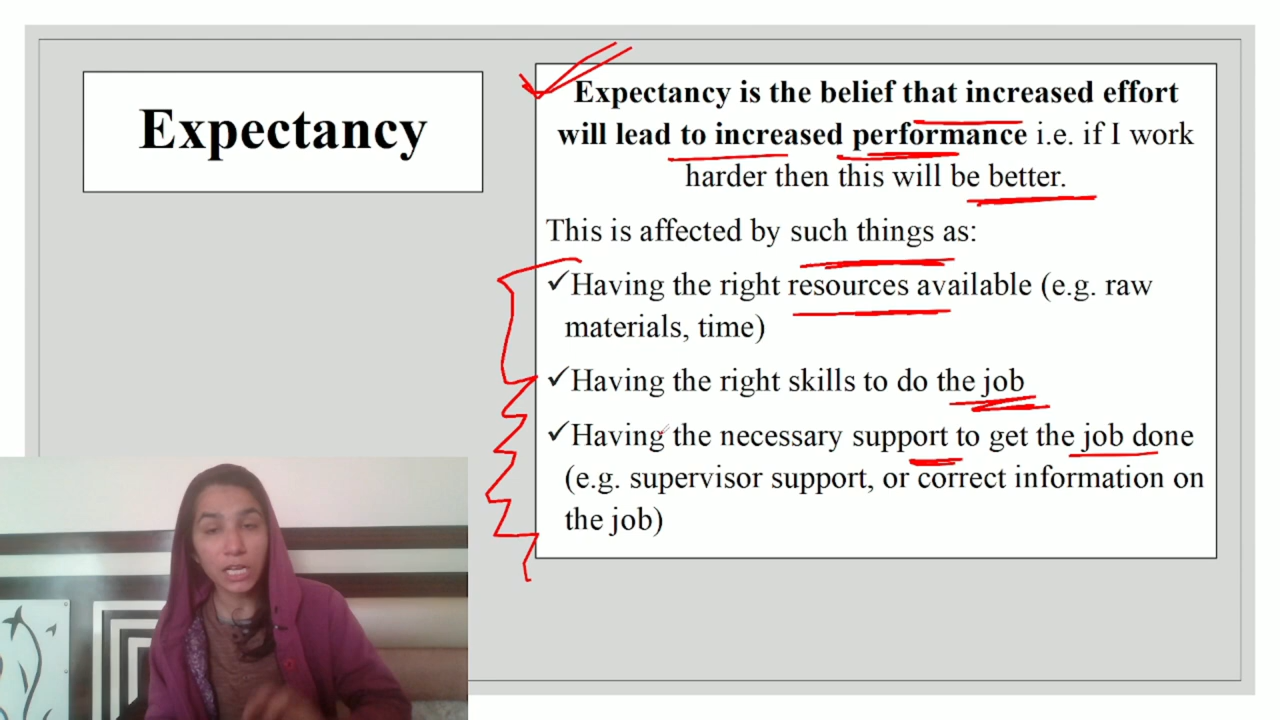 Expectancy
Expectancy is the belief that increased effort
will lead to increased performance i.e. if I work
harder then this will be better.
This is affected by such things as:
✓Having the right resources available (e.g. raw
materials, time)
✓Having the right skills to do the job
✓Having the necessary support to get the job done
(e.g. supervisor support, or correct information on
the job)